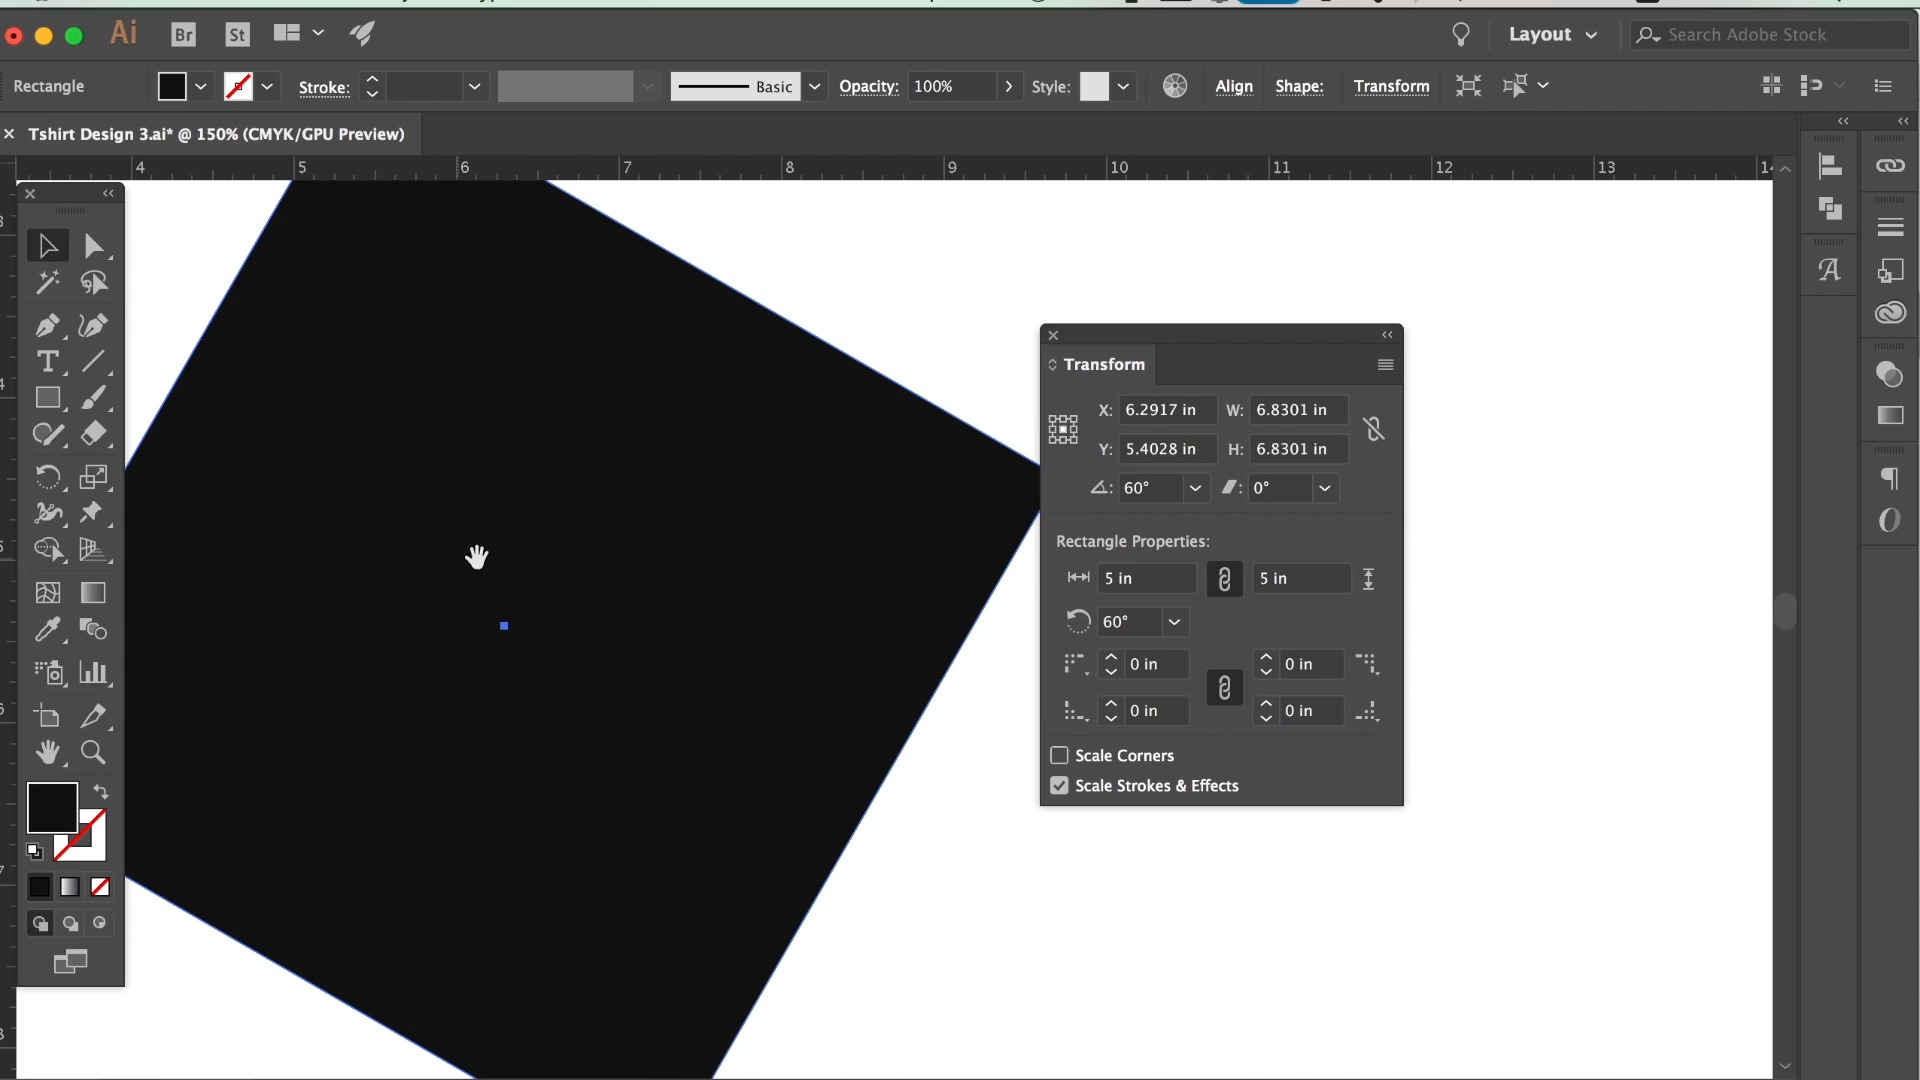 Ai Br St Layout Search Adobe Stock
Rectangle Stroke: Basic Opacity: 100% Style: Align Shape: Transform
Tshirt Design 3.ai* @ 150% (CMYK/GPU Preview)
4 5 6 7 8 9 10 11 12 13 14
Transform
X: 6.2917 in W: 6.8301 in
Y: 5.4028 in H: 6.8301 in
60° 0°
Rectangle Properties:
5 in 5 in
60°
0 in 0 in
0 in 0 in
Scale Corners
Scale Strokes & Effects